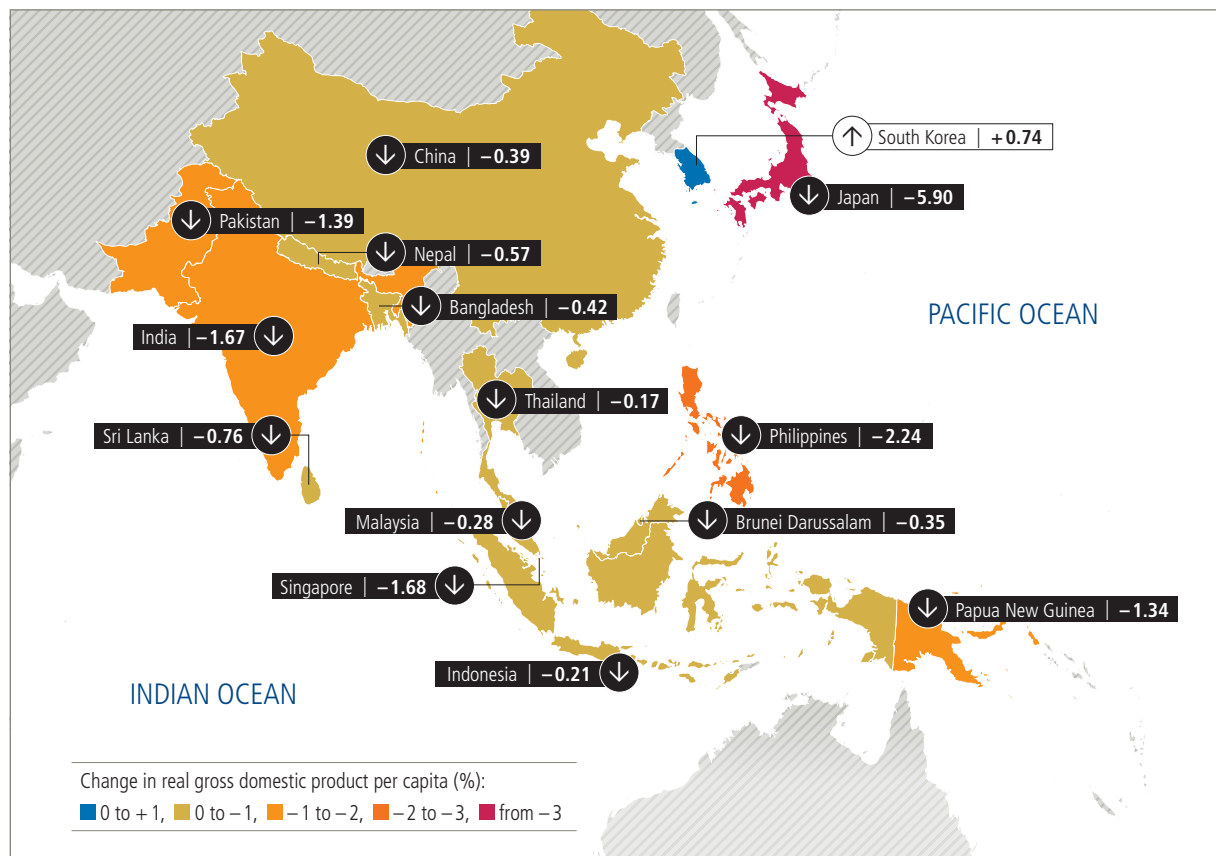 South Korea | +0.74
China | −0.39
Japan | −5.90
Pakistan | −1.39
Nepal | −0.57
Bangladesh | −0.42
PACIFIC OCEAN
India | −1.67
Thailand | −0.17
Sri Lanka | −0.76
Philippines | −2.24
Malaysia | −0.28
Brunei Darussalam | −0.35
Singapore | −1.68
Papua New Guinea | −1.34
Indonesia | −0.21
INDIAN OCEAN
Change in real gross domestic product per capita (%):
0 to +1, 0 to −1, −1 to −2, −2 to −3, from −3